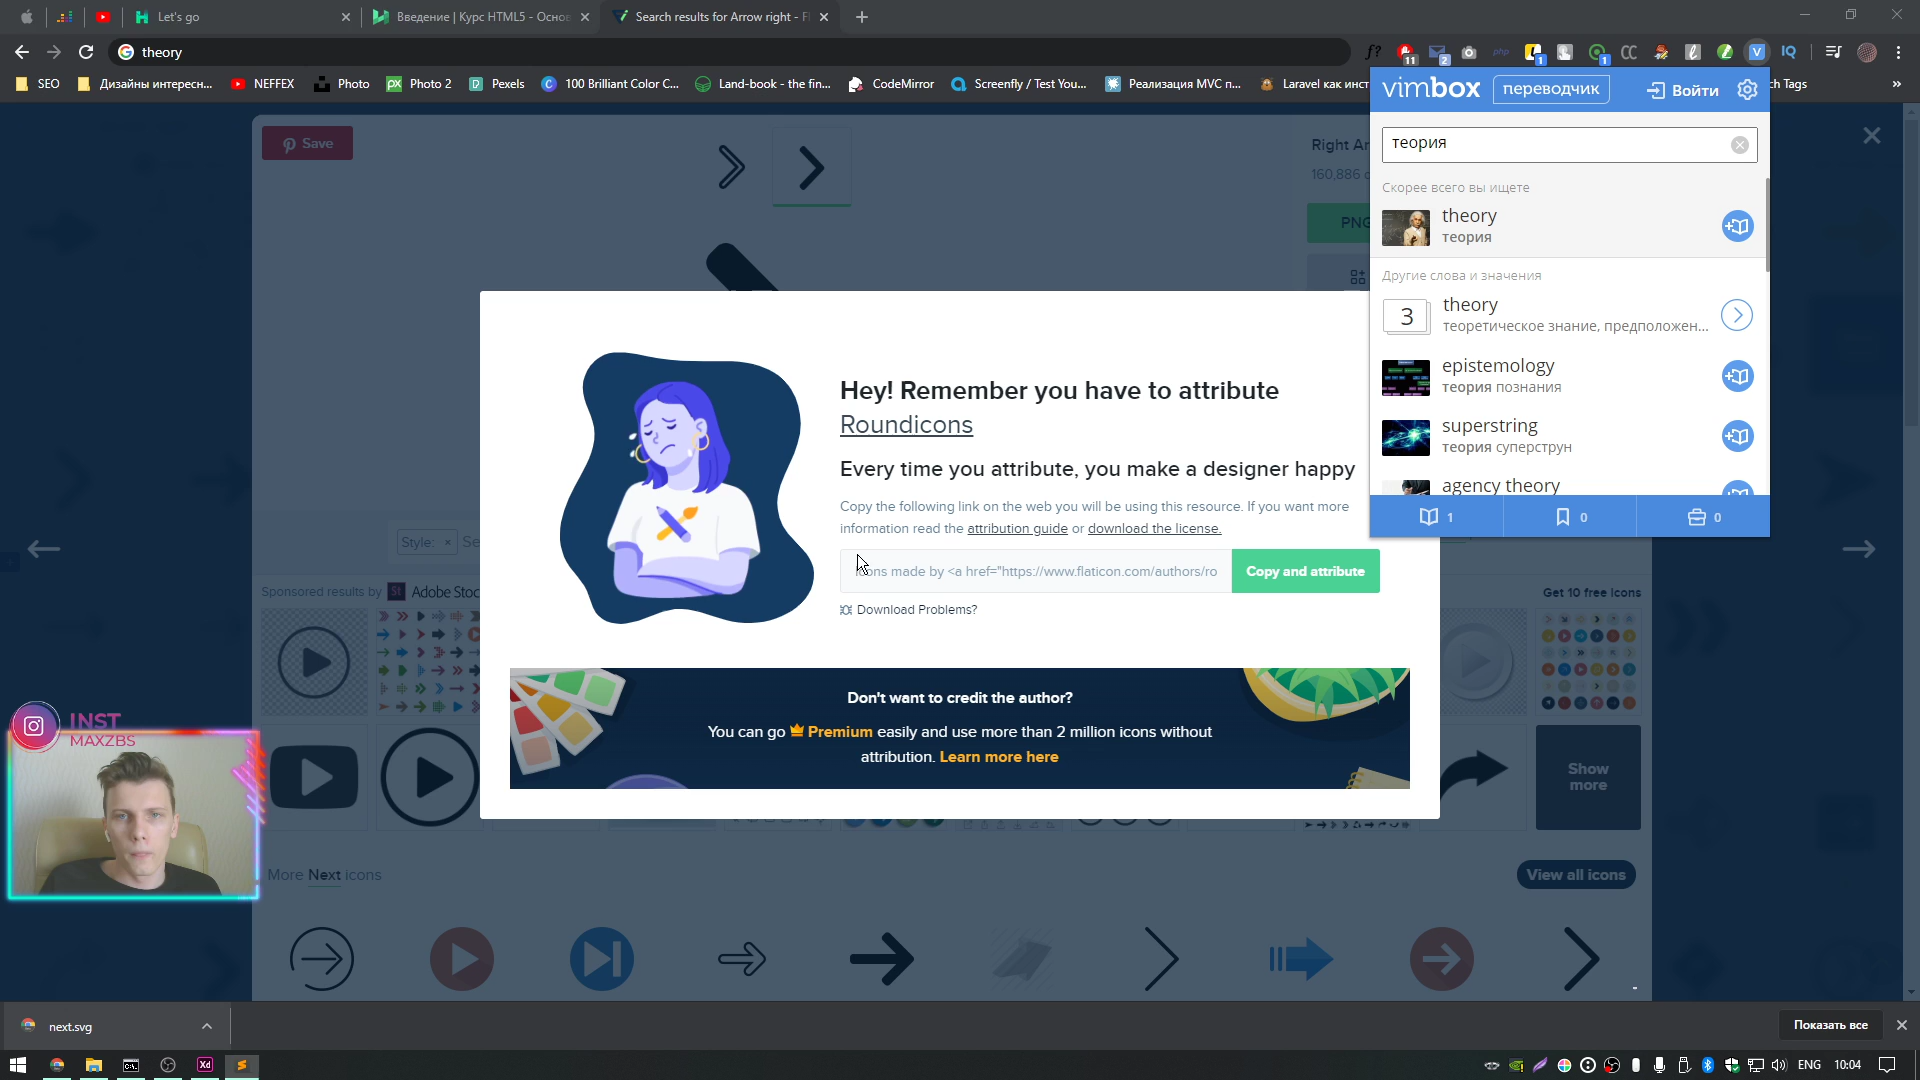 Let's go
Введение | Курс HTML5 - Осно
Search results for Arrow right - F
theory
SEO
Дизайны интересн...
NEFFEX
Photo
Photo 2
Pexels
100 Brilliant Color C...
Land-book - the fin...
CodeMirror
Screenfly / Test You...
Реализация MVC п...
Laravel как инст
ch Tags
»
vimbox
переводчик
Войти
теория
Скорее всего вы ищете
theory
теория
Другие слова и значения
3
theory
теоретическое знание, предположен...
epistemology
теория познания
superstring
теория суперструн
agency theory
1
0
0
Save
Right Ar
160,886
PNG
Hey! Remember you have to attribute
Roundicons
Every time you attribute, you make a designer happy
Copy the following link on the web you will be using this resource. If you want more
information read the attribution guide or download the license.
made by <a href="https://www.flaticon.com/authors/ro
Copy and attribute
Download Problems?
Don't want to credit the author?
You can go Premium easily and use more than 2 million icons without
attribution. Learn more here
Style: ×
Se
Sponsored results by St Adobe Stoc
Get 10 free icons
Show
more
INST
MAXZBS
More Next icons
View all icons
next.svg
Показать все
Xd
ENG
10:04